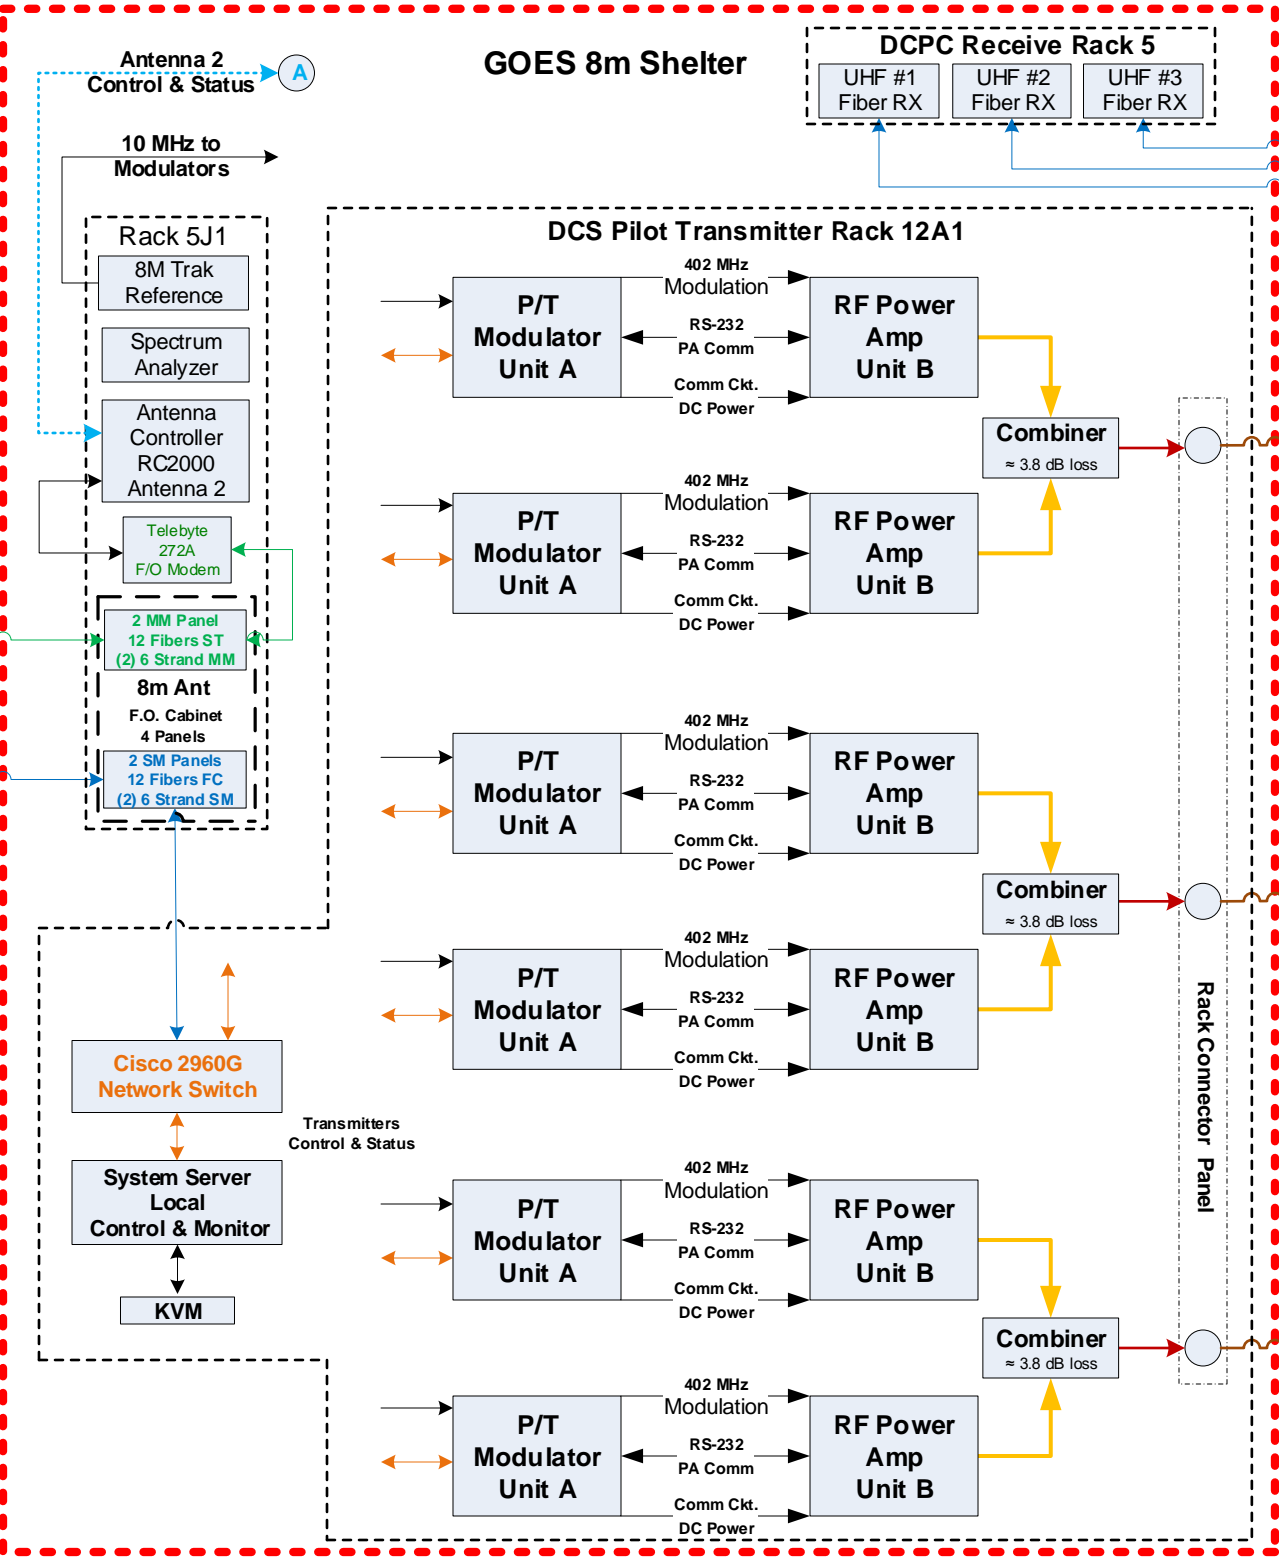 GOES 8m Shelter
Antenna 2
Control & Status
A
10 MHz to
Modulators
DCPC Receive Rack 5
UHF #1
Fiber RX
UHF #2
Fiber RX
UHF #3
Fiber RX
Rack 5J1
8M Trak
Reference
Spectrum
Analyzer
Antenna
Controller
RC2000
Antenna 2
Telebyte
272A
F/O Modem
2 MM Panel
12 Fibers ST
(2) 6 Strand MM
8m Ant
F.O. Cabinet
4 Panels
2 SM Panels
12 Fibers FC
(2) 6 Strand SM
Cisco 2960G
Network Switch
Transmitters
Control & Status
System Server
Local
Control & Monitor
KVM
DCS Pilot Transmitter Rack 12A1
P/T
Modulator
Unit A
402 MHz
Modulation
RS-232
PA Comm
Comm Ckt.
DC Power
RF Power
Amp
Unit B
P/T
Modulator
Unit A
402 MHz
Modulation
RS-232
PA Comm
Comm Ckt.
DC Power
RF Power
Amp
Unit B
Combiner
≈ 3.8 dB loss
P/T
Modulator
Unit A
402 MHz
Modulation
RS-232
PA Comm
Comm Ckt.
DC Power
RF Power
Amp
Unit B
P/T
Modulator
Unit A
402 MHz
Modulation
RS-232
PA Comm
Comm Ckt.
DC Power
RF Power
Amp
Unit B
Combiner
≈ 3.8 dB loss
P/T
Modulator
Unit A
402 MHz
Modulation
RS-232
PA Comm
Comm Ckt.
DC Power
RF Power
Amp
Unit B
P/T
Modulator
Unit A
402 MHz
Modulation
RS-232
PA Comm
Comm Ckt.
DC Power
RF Power
Amp
Unit B
Combiner
≈ 3.8 dB loss
Rack Connector Panel